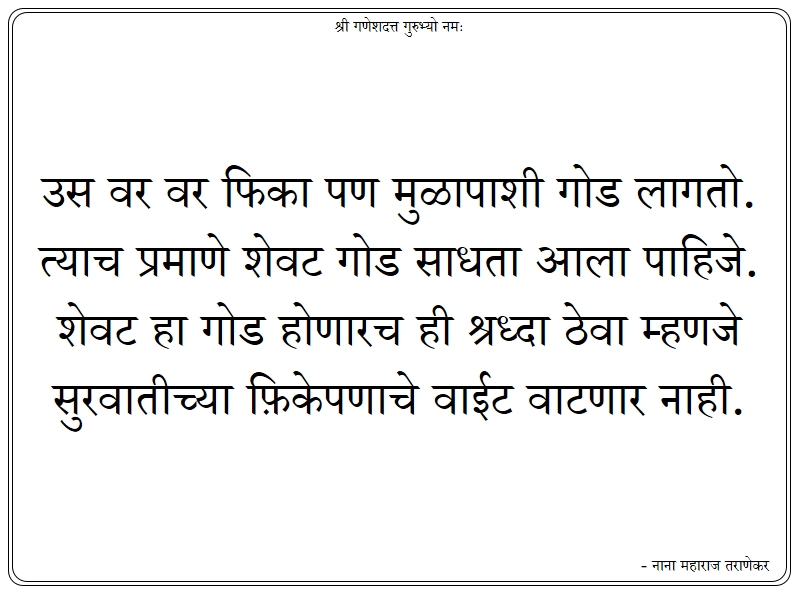 श्री गणेशदत्त गुरुभ्यो नमः
उस वर वर फिका पण मुळापाशी गोड लागतो.
त्याच प्रमाणे शेवट गोड साधता आला पाहिजे.
शेवट हा गोड होणारच ही श्रध्दा ठेवा म्हणजे
सुरवातीच्या फ़िकेपणाचे वाईट वाटणार नाही.
- नाना महाराज तराणेकर